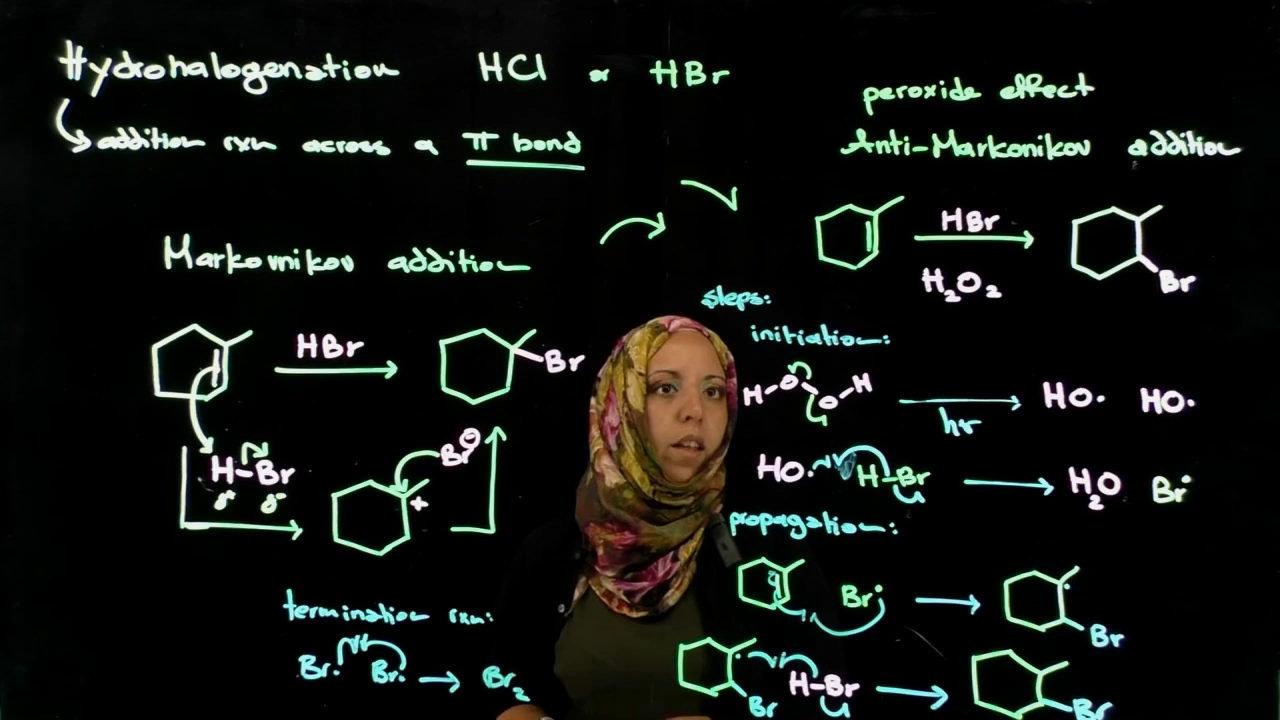 Hydrohalogenation HCl or HBr
addition rxn across a π bond
Markovnikov addition
HBr
Br
H-Br
δ+ δ-
Br⊖
+
termination rxn:
Br· Br· → Br₂
peroxide effect
Anti-Markonikov addition
HBr
H₂O₂
Br
steps:
initiation:
H-O O-H
hν
HO· HO·
HO· H-Br → H₂O Br·
propagation:
Br· → · Br
· Br H-Br → Br